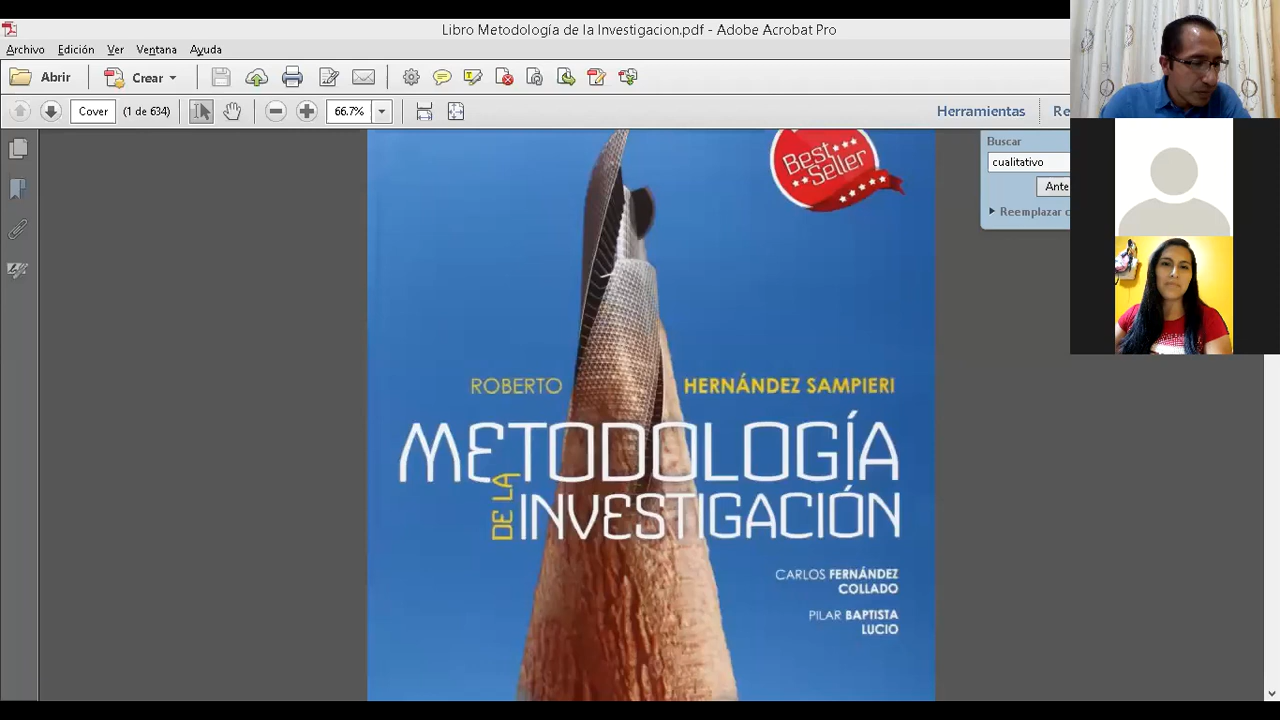 Libro Metodología de la Investigacion.pdf - Adobe Acrobat Pro
Archivo Edición Ver Ventana Ayuda
Abrir Crear
Cover (1 de 634) 66.7% Herramientas Re
Buscar
cualitativo
Ante
Reemplazar c
Best
Seller
ROBERTO HERNÁNDEZ SAMPIERI
METODOLOGÍA
DE LA INVESTIGACIÓN
CARLOS FERNÁNDEZ
COLLADO
PILAR BAPTISTA
LUCIO